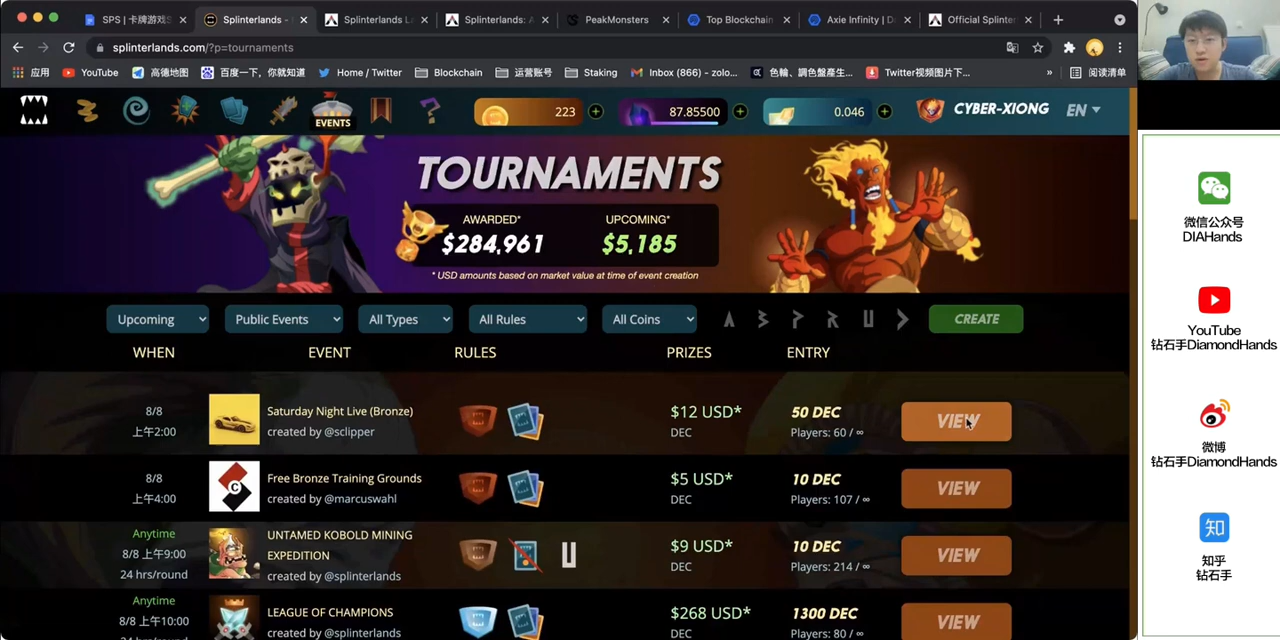 SPS | 卡牌游戏S
Splinterlands -
Splinterlands La
Splinterlands: A
PeakMonsters
Top Blockchain
Axie Infinity | D
Official Splinter
splinterlands.com/?p=tournaments
应用
YouTube
高德地图
百度一下，你就知道
Home / Twitter
Blockchain
运营账号
Staking
Inbox (866) - zolo...
色輪、調色盤產生...
Twitter视频图片下...
»
阅读清单
EVENTS
223
87.85500
0.046
CYBER-XIONG
EN
TOURNAMENTS
AWARDED*
UPCOMING*
$284,961
$5,185
* USD amounts based on market value at time of event creation
Upcoming
Public Events
All Types
All Rules
All Coins
CREATE
WHEN
EVENT
RULES
PRIZES
ENTRY
8/8
上午2:00
Saturday Night Live (Bronze)
created by @sclipper
$12 USD*
DEC
50 DEC
Players: 60 / ∞
VIEW
8/8
上午4:00
Free Bronze Training Grounds
created by @marcuswahl
$5 USD*
DEC
10 DEC
Players: 107 / ∞
VIEW
Anytime
8/8 上午9:00
24 hrs/round
UNTAMED KOBOLD MINING
EXPEDITION
created by @splinterlands
$9 USD*
DEC
10 DEC
Players: 214 / ∞
VIEW
Anytime
8/8 上午10:00
24 hrs/round
LEAGUE OF CHAMPIONS
created by @splinterlands
$268 USD*
DEC
1300 DEC
Players: 80 / ∞
VIEW
微信公众号
DIAHands
YouTube
钻石手DiamondHands
微博
钻石手DiamondHands
知
知乎
钻石手